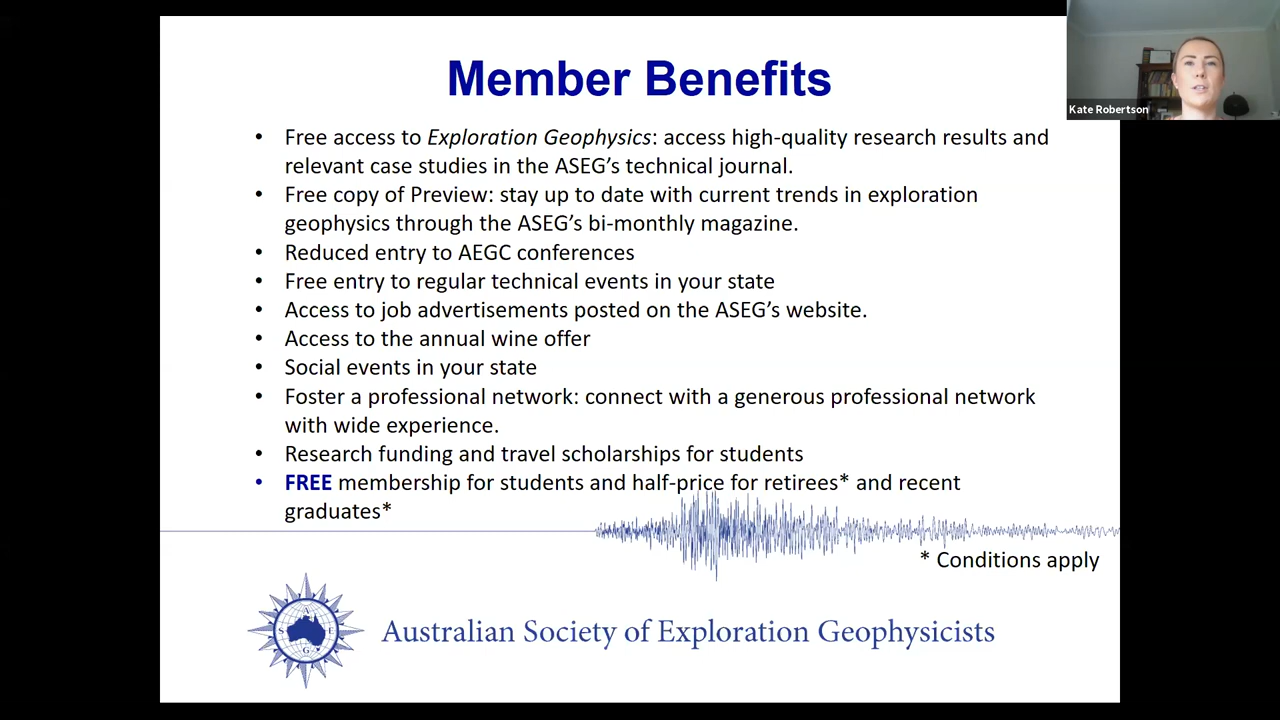 Member Benefits
Kate Robertson
• Free access to Exploration Geophysics: access high-quality research results and
relevant case studies in the ASEG's technical journal.
• Free copy of Preview: stay up to date with current trends in exploration
geophysics through the ASEG's bi-monthly magazine.
• Reduced entry to AEGC conferences
• Free entry to regular technical events in your state
• Access to job advertisements posted on the ASEG's website.
• Access to the annual wine offer
• Social events in your state
• Foster a professional network: connect with a generous professional network
with wide experience.
• Research funding and travel scholarships for students
• FREE membership for students and half-price for retirees* and recent
graduates*
* Conditions apply
A
S E
G
Australian Society of Exploration Geophysicists